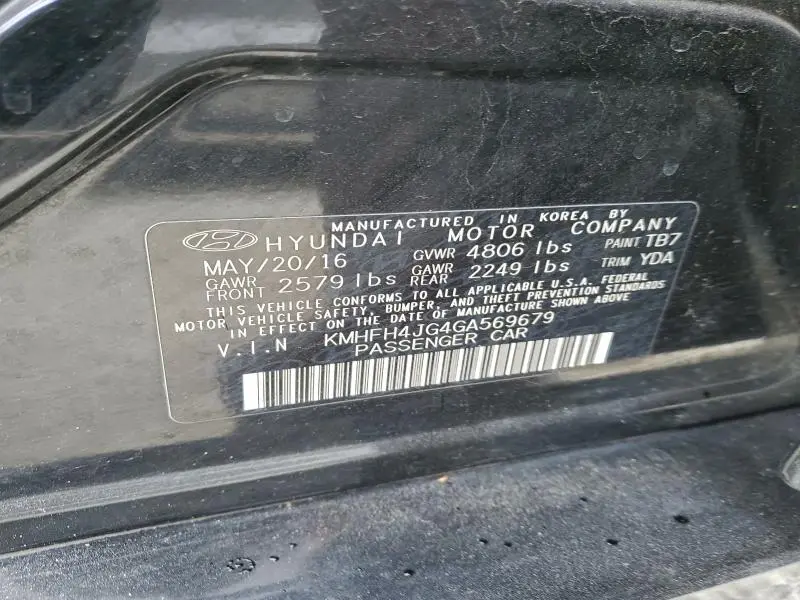 MANUFACTURED IN KOREA BY
HYUNDAI MOTOR COMPANY
MAY/20/16 GVWR 4806 lbs PAINT TB7
GAWR FRONT 2579 lbs GAWR REAR 2249 lbs TRIM YDA
THIS VEHICLE CONFORMS TO ALL APPLICABLE U.S.A. FEDERAL
MOTOR VEHICLE SAFETY, BUMPER, AND THEFT PREVENTION STANDARDS
IN EFFECT ON THE DATE OF MANUFACTURE SHOWN ABOVE
V.I.N KMHFH4JG4GA569679
PASSENGER CAR